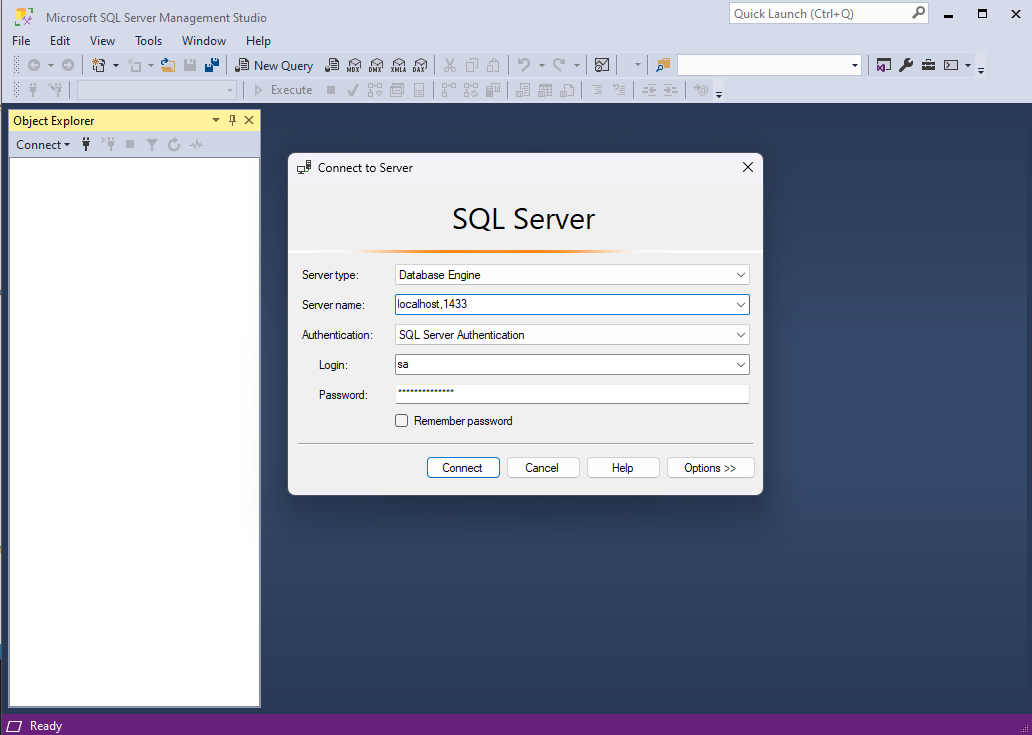 Microsoft SQL Server Management Studio
Quick Launch (Ctrl+Q)
File Edit View Tools Window Help
New Query MDX DMX XMLA DAX
Execute
Object Explorer
Connect
Connect to Server
SQL Server
Server type: Database Engine
Server name: localhost,1433
Authentication: SQL Server Authentication
Login: sa
Password: **************
Remember password
Connect Cancel Help Options >>
Ready